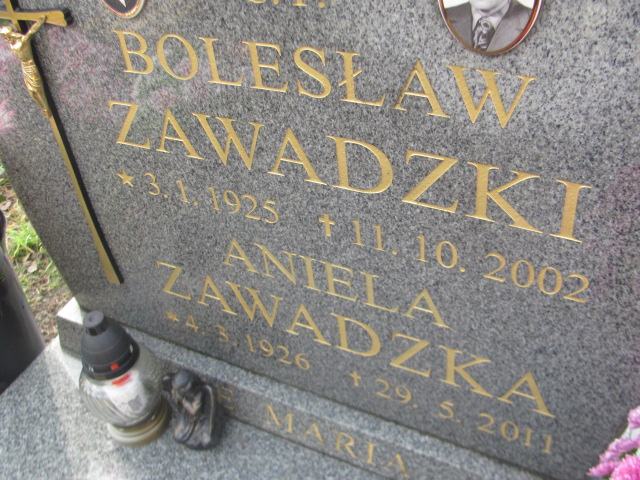 Ś.P.
BOLESŁAW
ZAWADZKI
★ 3.1.1925 ✝ 11.10.2002
ANIELA
ZAWADZKA
★ 4.3.1926 ✝ 29.5.2011
MARIA